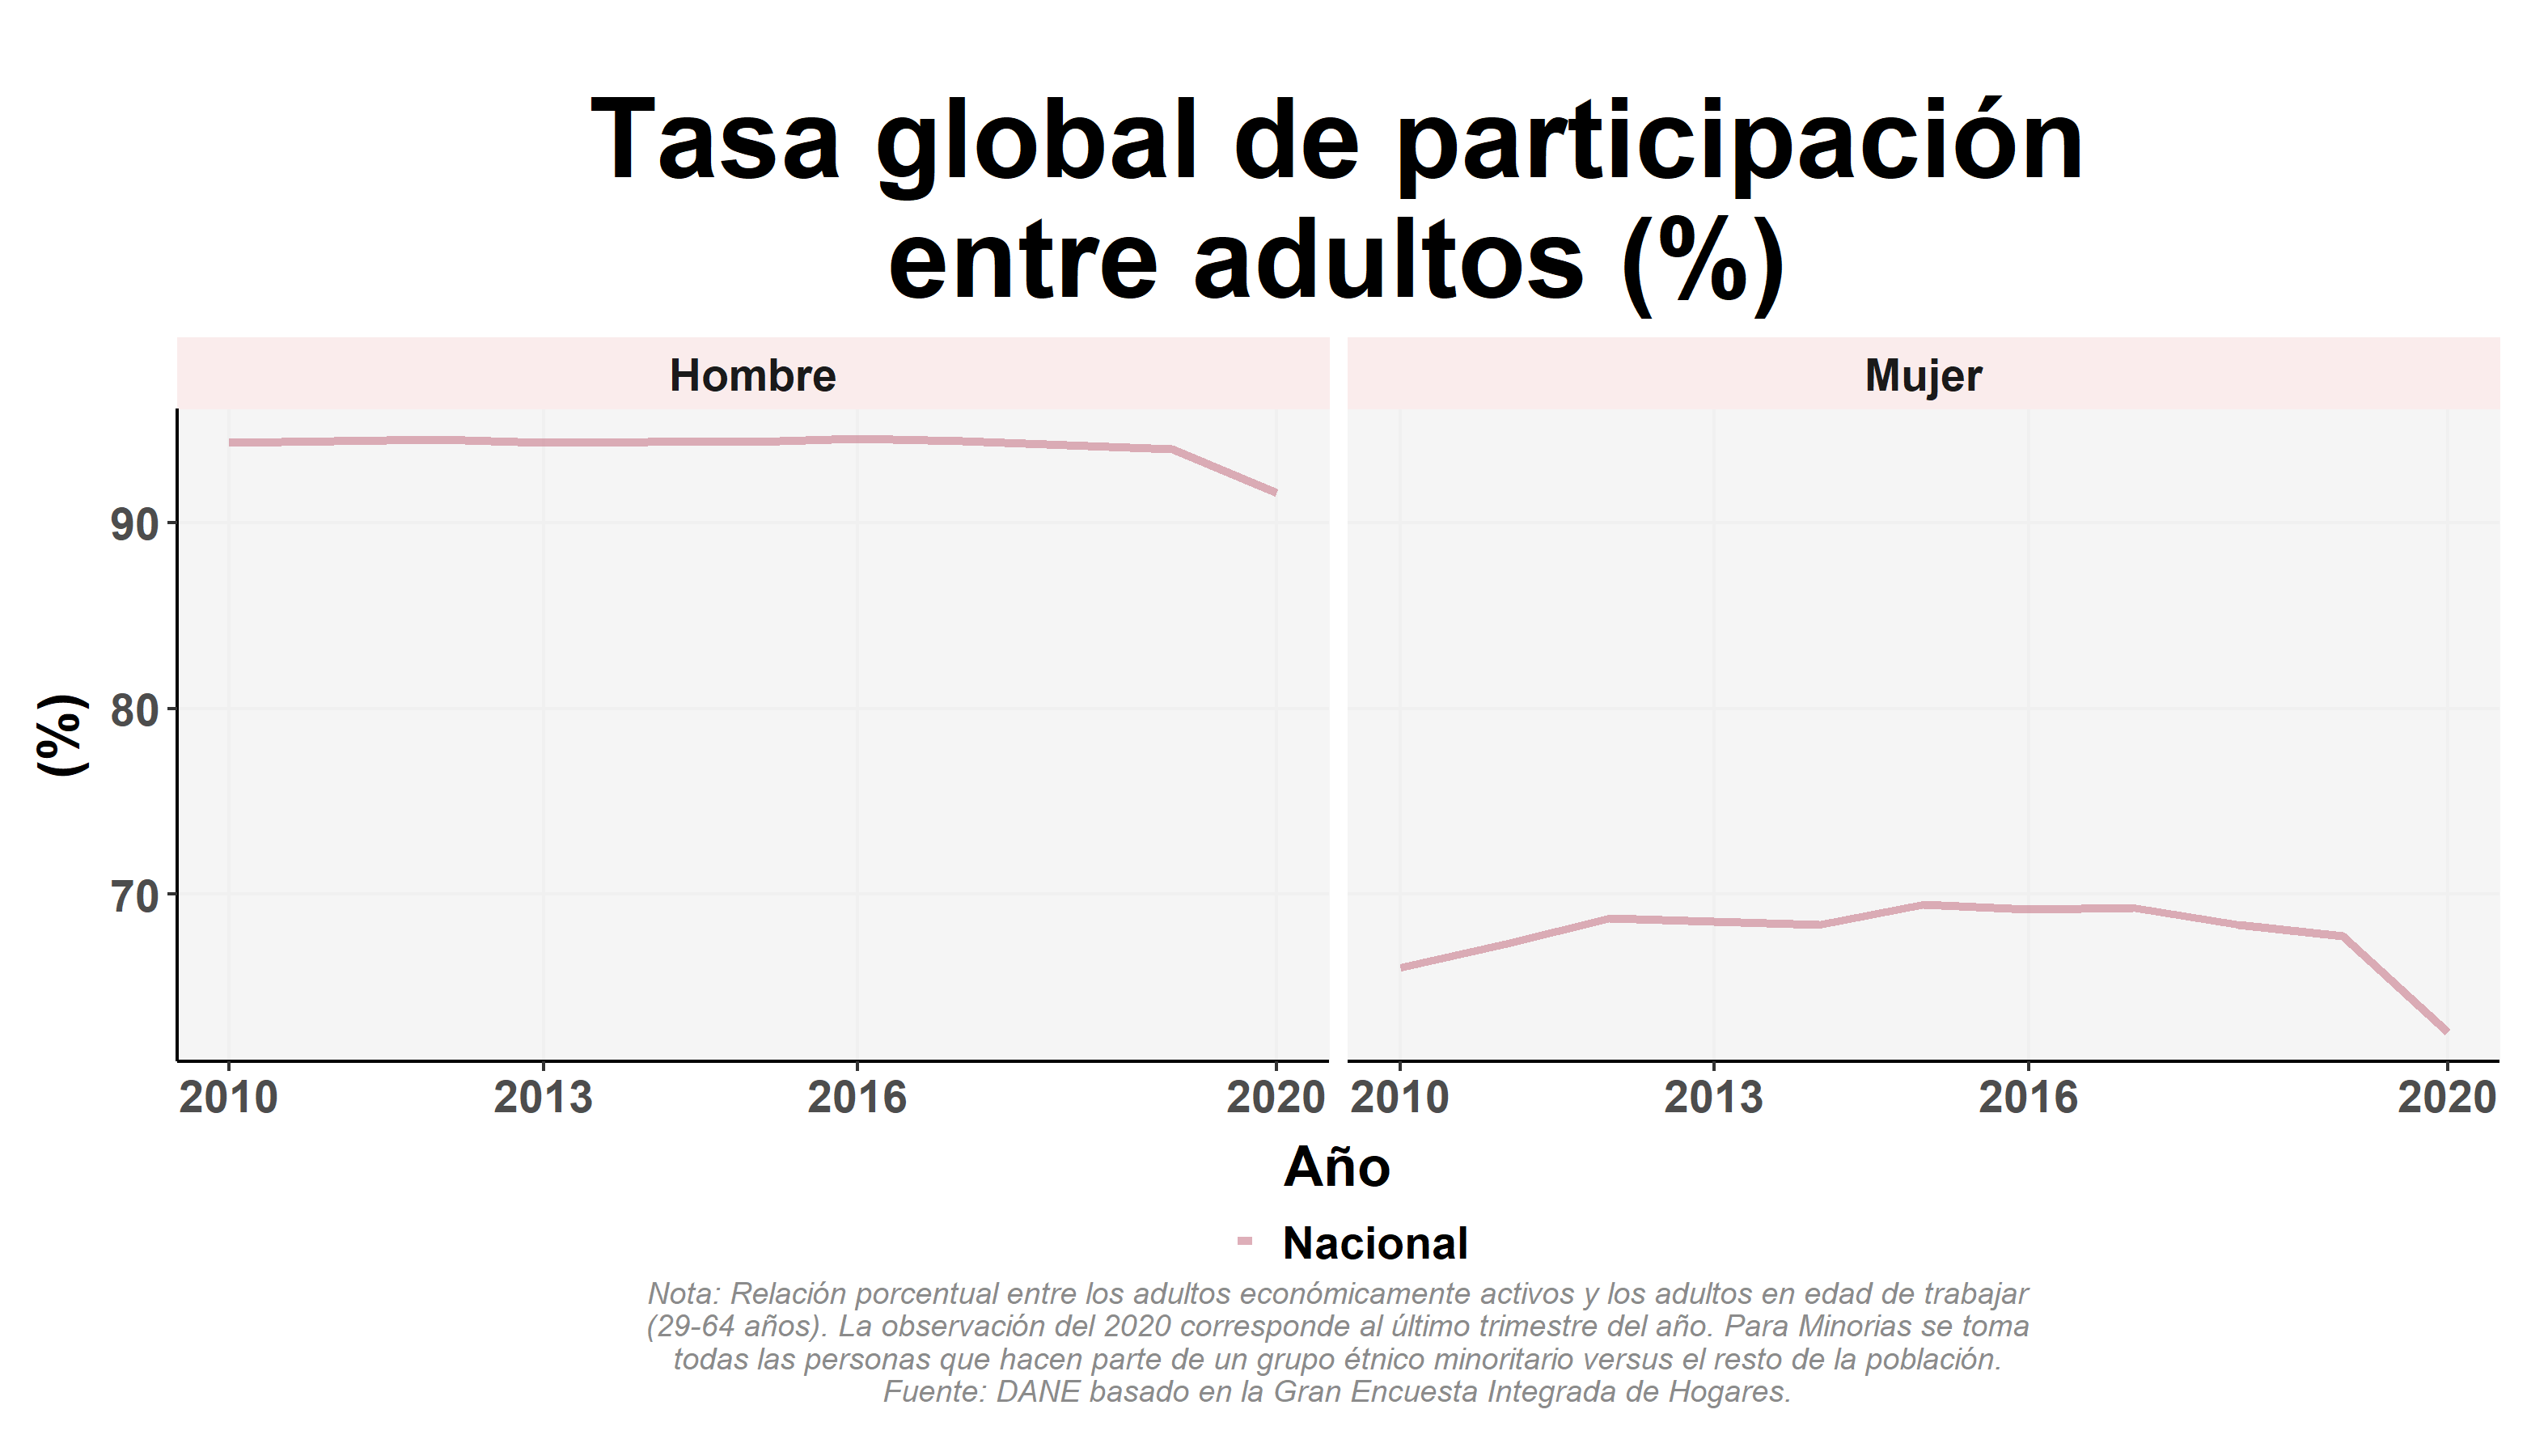 Tasa global de participación
entre adultos (%)
Hombre
Mujer
(%)
90
80
70
2010 2013 2016 2020 2010 2013 2016 2020
Año
Nacional
Nota: Relación porcentual entre los adultos económicamente activos y los adultos en edad de trabajar
(29-64 años). La observación del 2020 corresponde al último trimestre del año. Para Minorias se toma
todas las personas que hacen parte de un grupo étnico minoritario versus el resto de la población.
Fuente: DANE basado en la Gran Encuesta Integrada de Hogares.